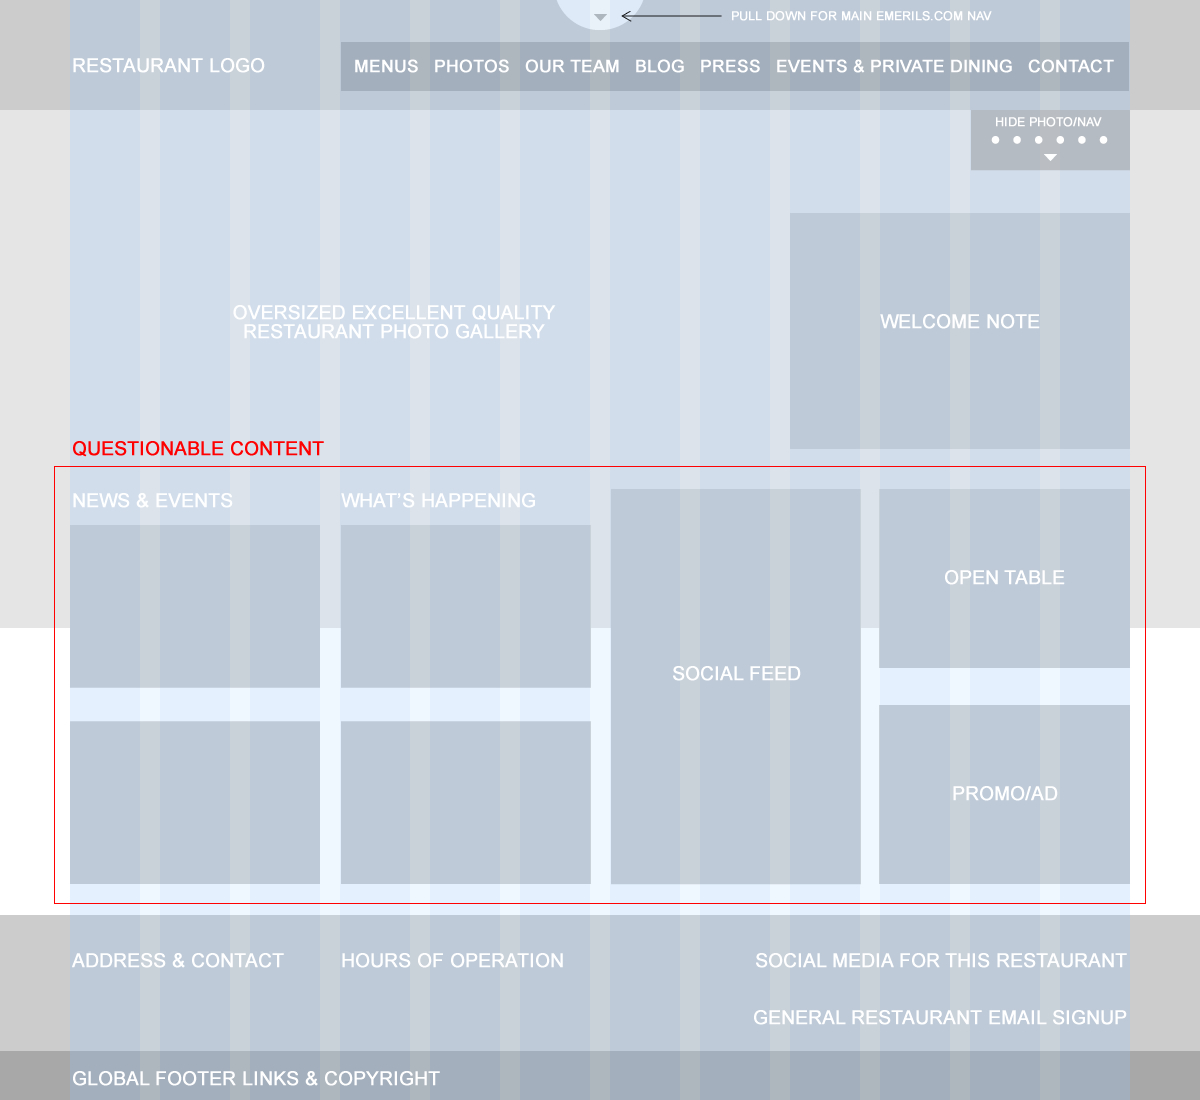 PULL DOWN FOR MAIN EMERILS.COM NAV
RESTAURANT LOGO
MENUS PHOTOS OUR TEAM BLOG PRESS EVENTS & PRIVATE DINING CONTACT
HIDE PHOTO/NAV
OVERSIZED EXCELLENT QUALITY
RESTAURANT PHOTO GALLERY
WELCOME NOTE
QUESTIONABLE CONTENT
NEWS & EVENTS
WHAT'S HAPPENING
SOCIAL FEED
OPEN TABLE
PROMO/AD
ADDRESS & CONTACT
HOURS OF OPERATION
SOCIAL MEDIA FOR THIS RESTAURANT
GENERAL RESTAURANT EMAIL SIGNUP
GLOBAL FOOTER LINKS & COPYRIGHT